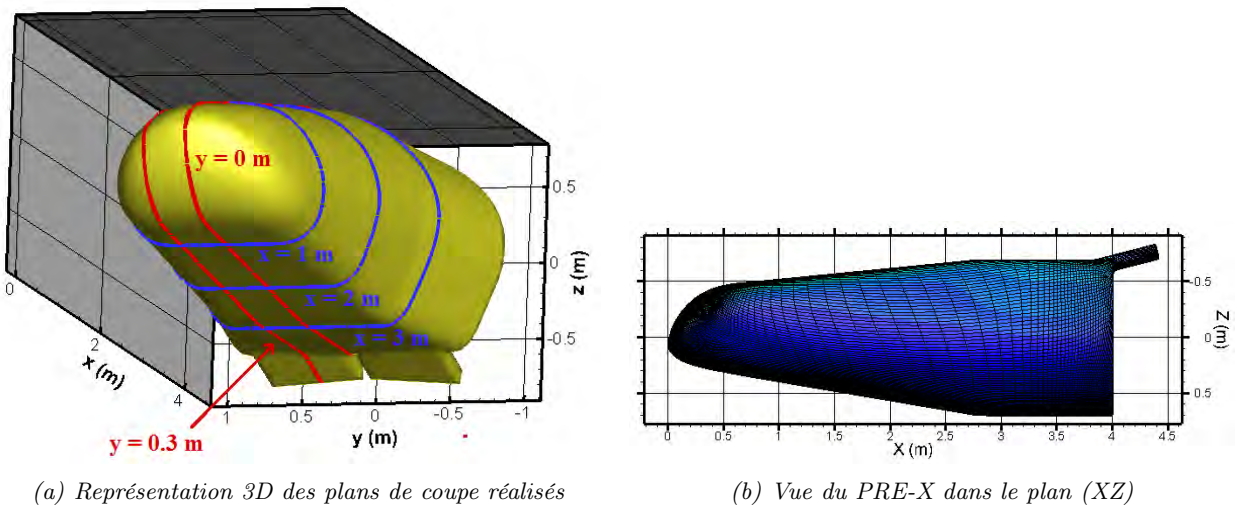 y = 0 m
x = 1 m
x = 2 m
x = 3 m
y = 0.3 m
0
2
4
x (m)
1
0.5
0
-0.5
-1
y (m)
0.5
0
-0.5
z (m)
(a) Représentation 3D des plans de coupe réalisés
-0.5
0
0.5
Z (m)
0
0.5
1
1.5
2
2.5
3
3.5
4
4.5
X (m)
(b) Vue du PRE-X dans le plan (XZ)